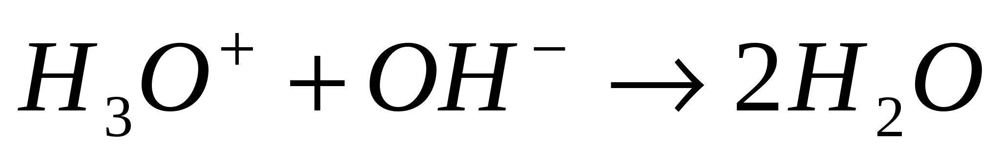 H₃O⁺ + OH⁻ → 2H₂O